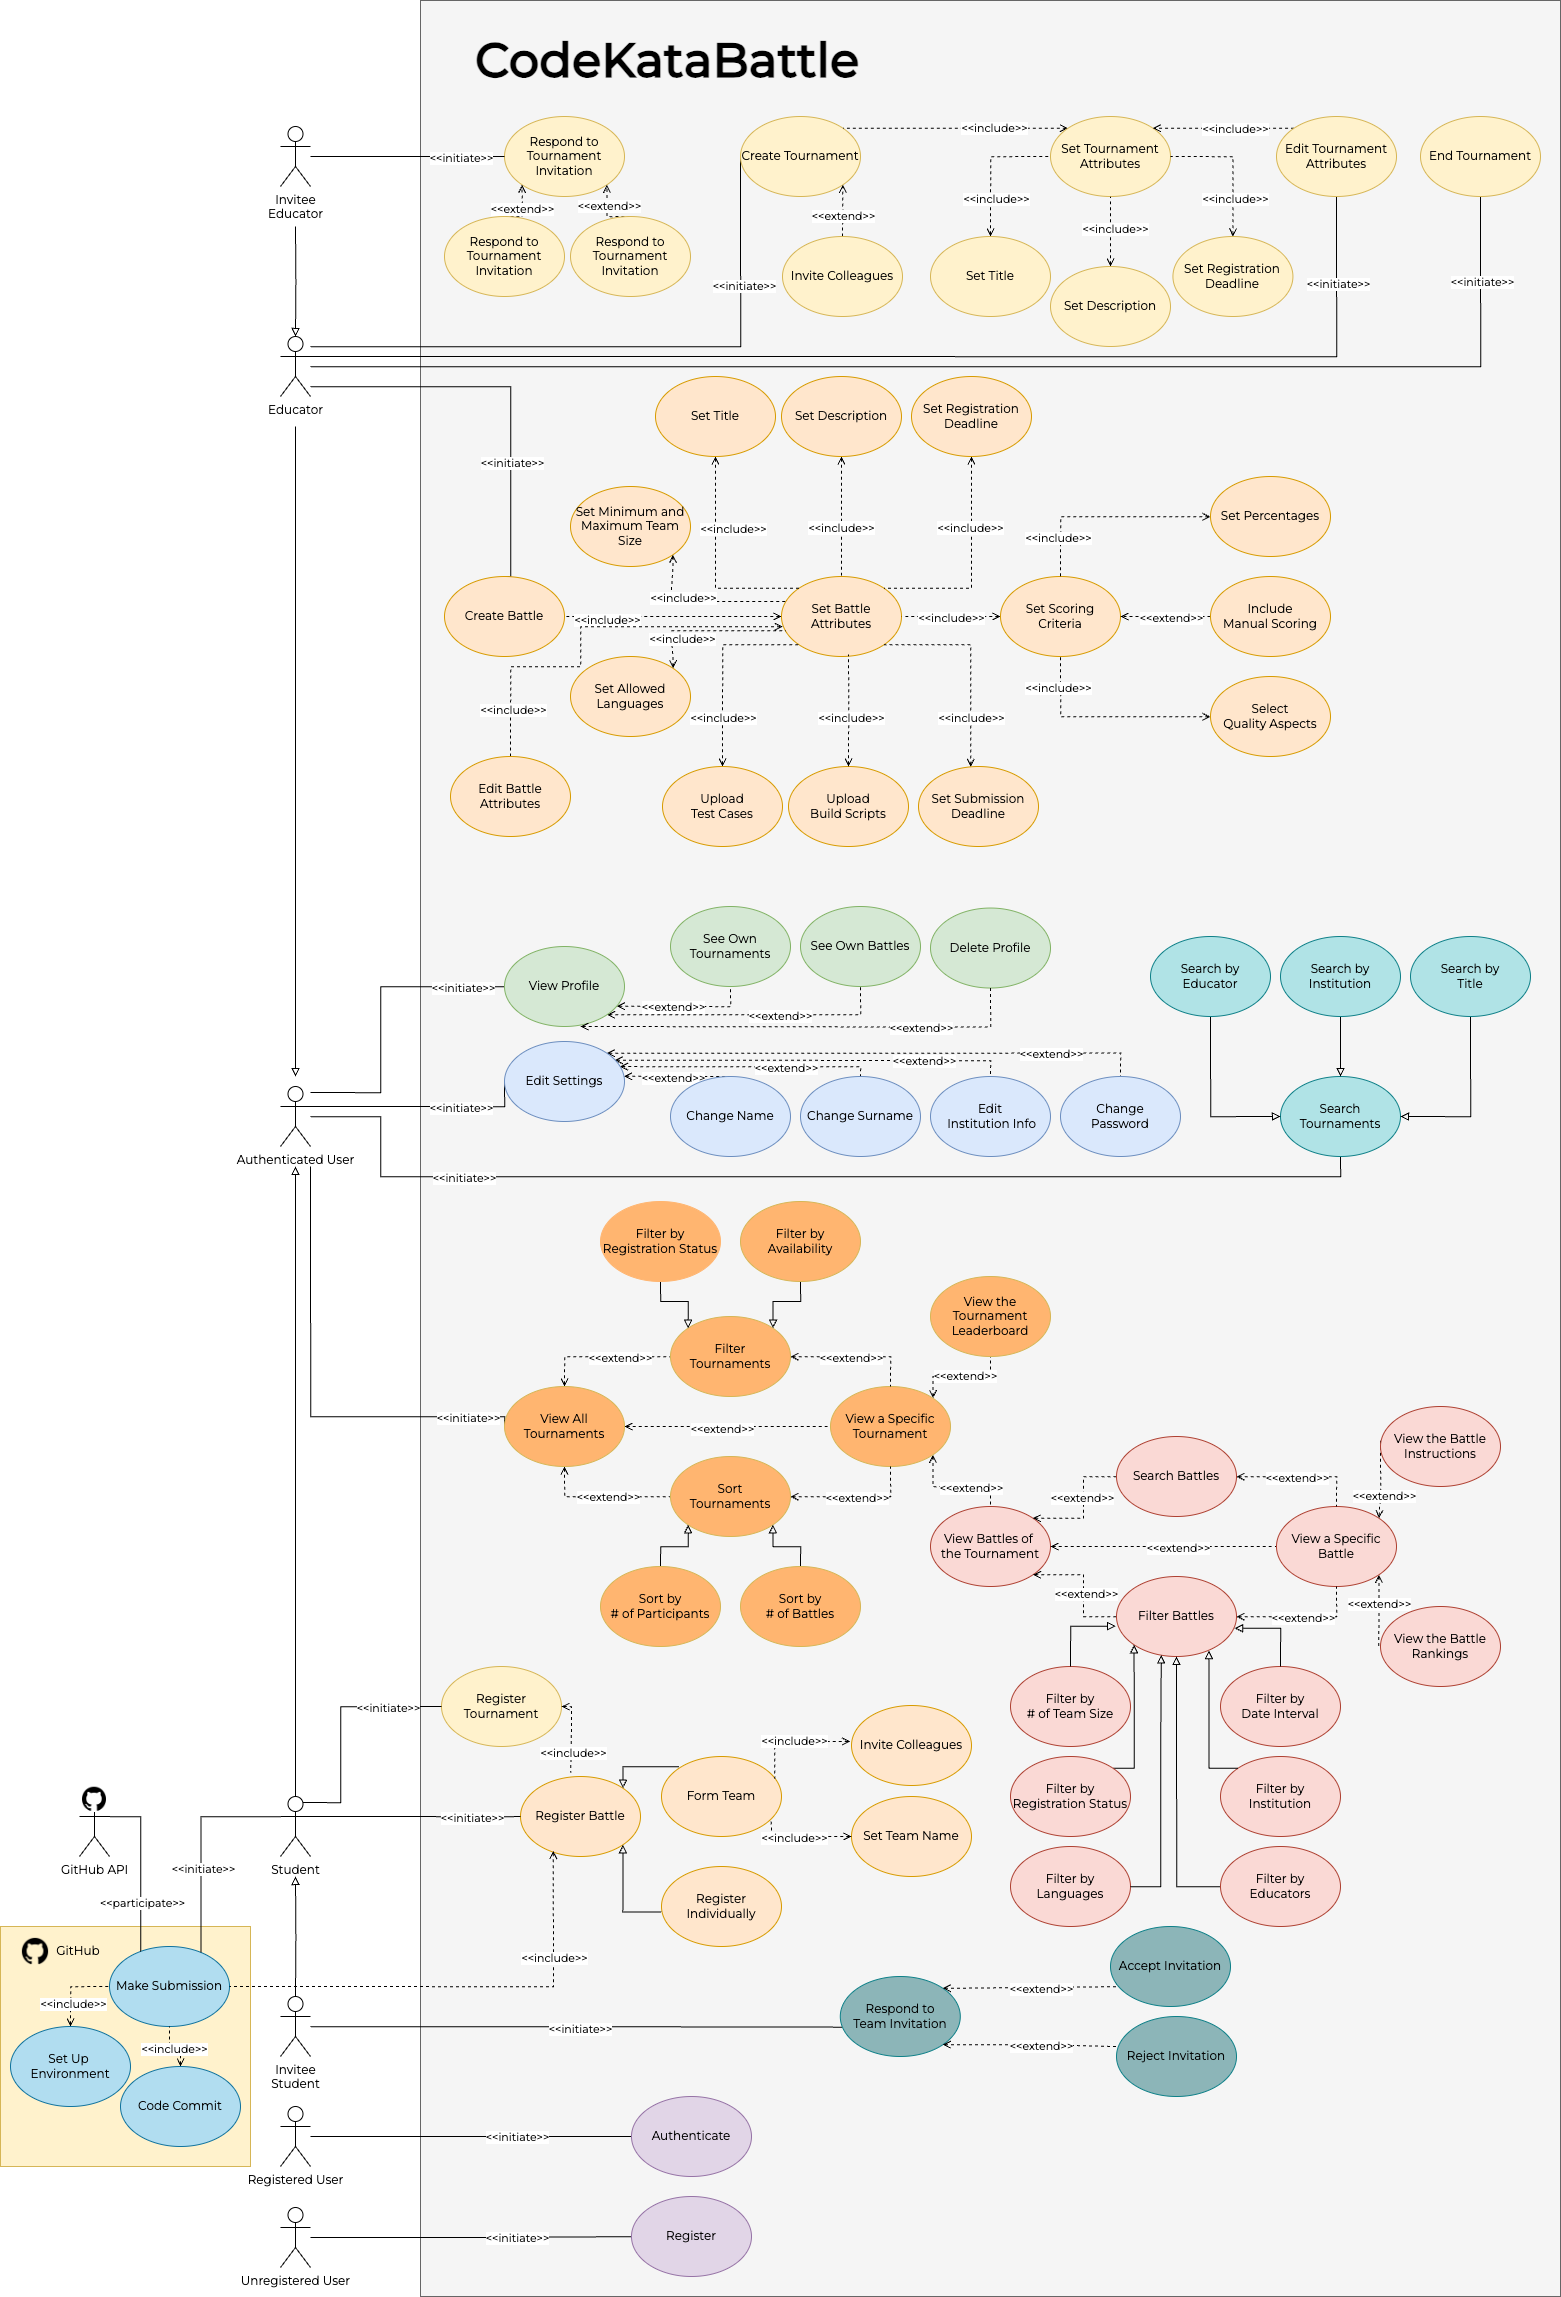 CodeKataBattle
Invitee
Educator
<<initiate>>
Respond to
Tournament
Invitation
<<extend>>
<<extend>>
Respond to
Tournament
Invitation
Respond to
Tournament
Invitation
Create Tournament
<<include>>
Set Tournament
Attributes
<<include>>
Edit Tournament
Attributes
End Tournament
<<extend>>
Invite Colleagues
<<include>>
<<include>>
<<include>>
Set Title
Set Description
Set Registration
Deadline
<<initiate>>
<<initiate>>
<<initiate>>
Educator
<<initiate>>
Set Title
Set Description
Set Registration
Deadline
Set Minimum and
Maximum Team
Size
<<include>>
<<include>>
<<include>>
<<include>>
Set Percentages
<<include>>
Create Battle
<<include>>
Set Battle
Attributes
<<include>>
Set Scoring
Criteria
<<extend>>
Include
Manual Scoring
<<include>>
Set Allowed
Languages
<<include>>
<<include>>
<<include>>
<<include>>
<<include>>
Select
Quality Aspects
Edit Battle
Attributes
Upload
Test Cases
Upload
Build Scripts
Set Submission
Deadline
See Own
Tournaments
See Own Battles
Delete Profile
<<initiate>>
View Profile
<<extend>>
<<extend>>
<<extend>>
Search by
Educator
Search by
Institution
Search by
Title
Edit Settings
<<extend>>
<<extend>>
<<extend>>
<<extend>>
<<initiate>>
Change Name
Change Surname
Edit
Institution Info
Change
Password
Search
Tournaments
Authenticated User
<<initiate>>
Filter by
Registration Status
Filter by
Availability
View the
Tournament
Leaderboard
Filter
Tournaments
<<extend>>
<<extend>>
<<extend>>
<<initiate>>
View All
Tournaments
<<extend>>
View a Specific
Tournament
Sort
Tournaments
<<extend>>
<<extend>>
<<extend>>
Sort by
# of Participants
Sort by
# of Battles
View the Battle
Instructions
Search Battles
<<extend>>
<<extend>>
<<extend>>
View Battles of
the Tournament
<<extend>>
View a Specific
Battle
<<extend>>
Filter Battles
<<extend>>
<<extend>>
View the Battle
Rankings
Filter by
# of Team Size
Filter by
Date Interval
Filter by
Registration Status
Filter by
Institution
Filter by
Languages
Filter by
Educators
<<initiate>>
Register
Tournament
<<include>>
Register Battle
<<initiate>>
Form Team
<<include>>
Invite Colleagues
<<include>>
Set Team Name
Register
Individually
GitHub API
<<initiate>>
Student
<<participate>>
GitHub
Make Submission
<<include>>
<<include>>
<<include>>
Set Up
Environment
Code Commit
Invitee
Student
<<initiate>>
Respond to
Team Invitation
<<extend>>
Accept Invitation
<<extend>>
Reject Invitation
Registered User
<<initiate>>
Authenticate
Unregistered User
<<initiate>>
Register